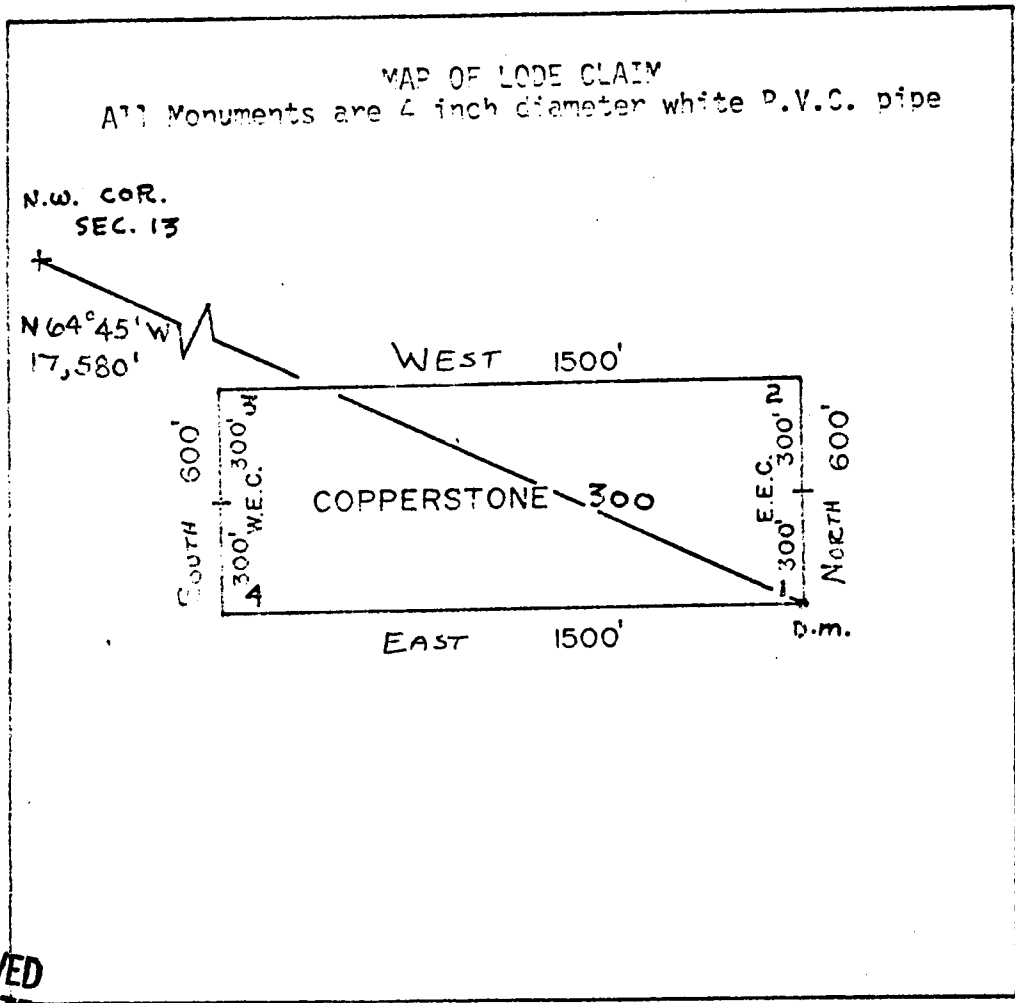 MAP OF LODE CLAIM
All Monuments are 4 inch diameter white P.V.C. pipe
N.W. COR.
SEC. 13
N 64°45' W
17,580'
WEST 1500'
SOUTH 600'
300' 300'
W.E.C.
3
4
COPPERSTONE 300
2
1
E.E.C.
300' 300'
NORTH 600'
D.M.
EAST 1500'